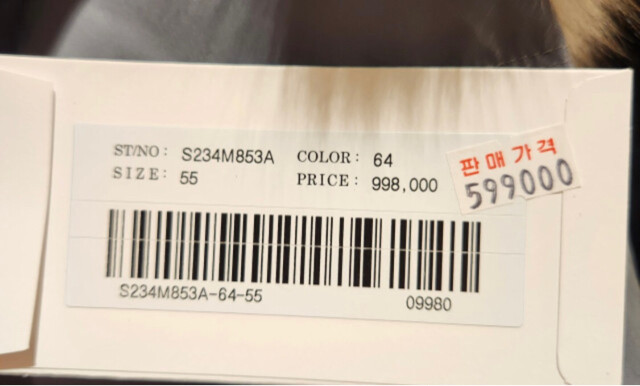 ST/NO: S234M853A COLOR: 64
SIZE: 55 PRICE: 998,000
판매가격
599000
S234M853A-64-55 09980